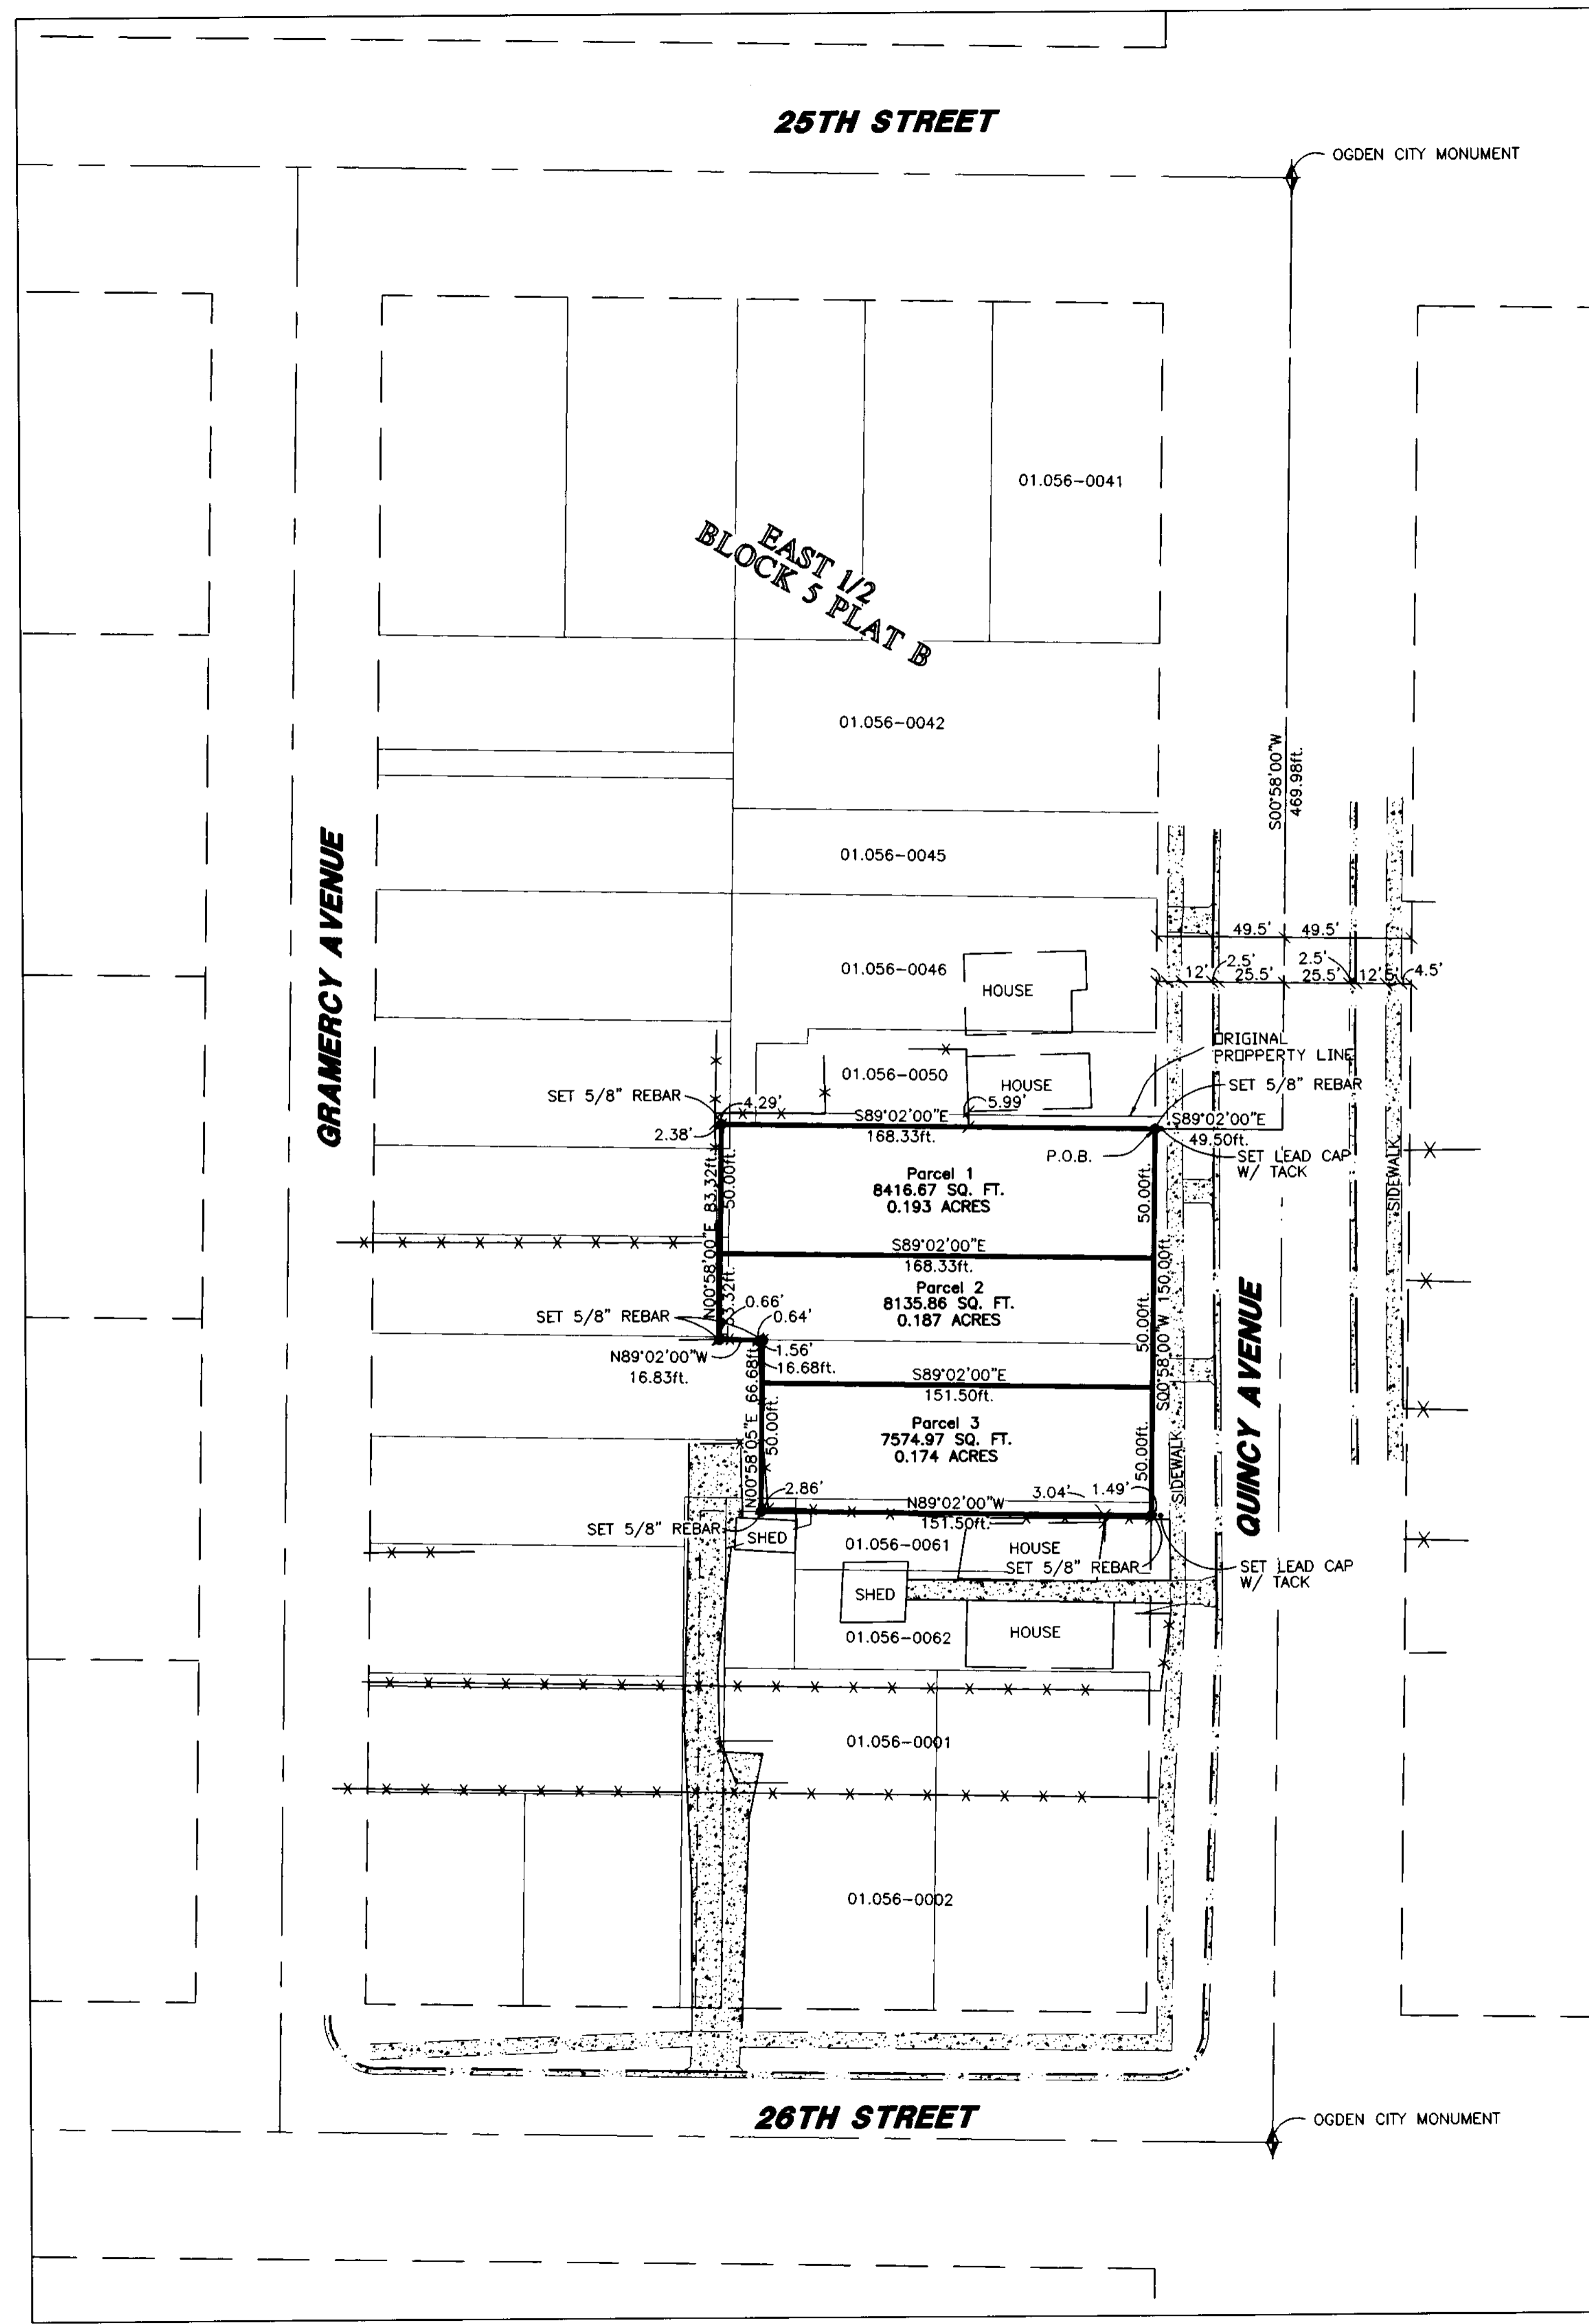 25TH STREET
OGDEN CITY MONUMENT
01.056-0041
EAST 1/2
BLOCK 5 PLAT B
01.056-0042
S00°58'00"W
469.98ft.
GRAMERCY AVENUE
01.056-0045
49.5' 49.5'
01.056-0046
HOUSE
12' 2.5' 25.5' 2.5' 25.5' 12' 5' 4.5'
ORIGINAL
PROPPERTY LINE
01.056-0050
HOUSE
SET 5/8" REBAR
SET 5/8" REBAR
4.29'
5.99'
S89°02'00"E
168.33ft.
S89°02'00"E
49.50ft.
2.38'
P.O.B.
SET LEAD CAP
W/ TACK
SIDEWALK
Parcel 1
8416.67 SQ. FT.
0.193 ACRES
N00°58'00"E 83.32ft.
50.00ft.
50.00ft.
S89°02'00"E
168.33ft.
33.32ft.
Parcel 2
8135.86 SQ. FT.
0.187 ACRES
50.00ft.
S00°58'00"W 150.00ft.
SET 5/8" REBAR
0.66'
0.64'
1.56'
N89°02'00"W
16.83ft.
16.68ft.
S89°02'00"E
151.50ft.
QUINCY AVENUE
N00°58'05"E 66.68ft.
50.00ft.
Parcel 3
7574.97 SQ. FT.
0.174 ACRES
50.00ft.
SIDEWALK
2.86'
N89°02'00"W
151.50ft.
3.04'
1.49'
SET 5/8" REBAR
SHED
01.056-0061
HOUSE
SET 5/8" REBAR
SET LEAD CAP
W/ TACK
SHED
HOUSE
01.056-0062
01.056-0001
01.056-0002
26TH STREET
OGDEN CITY MONUMENT